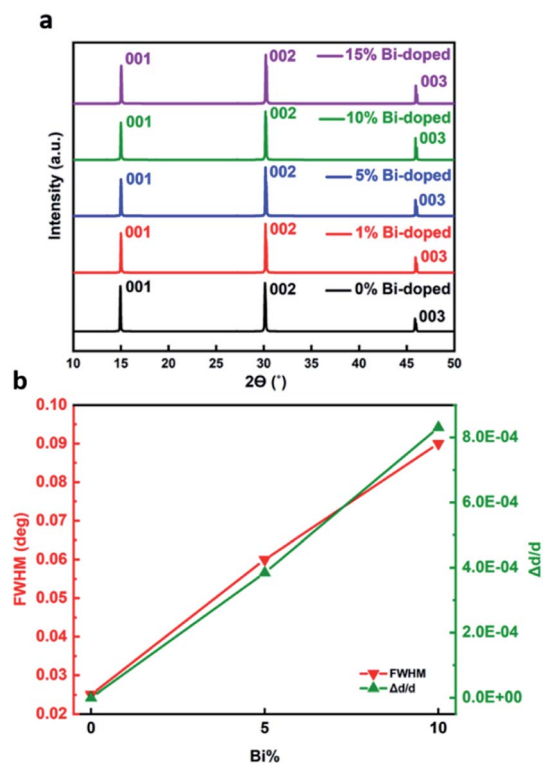 a
001 002 15% Bi-doped
003
001 002 10% Bi-doped
003
001 002 5% Bi-doped
003
001 002 1% Bi-doped
003
001 002 0% Bi-doped
003
Intensity (a.u.)
10 15 20 25 30 35 40 45 50
2Ө (°)
b
0.10
0.09
0.08
0.07
0.06
0.05
0.04
0.03
0.02
FWHM (deg)
8.0E-04
6.0E-04
4.0E-04
2.0E-04
0.0E+00
Δd/d
FWHM
Δd/d
0 5 10
Bi%